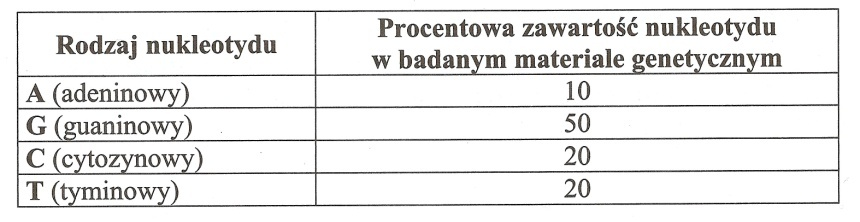 Rodzaj nukleotydu
Procentowa zawartość nukleotydu
w badanym materiale genetycznym
A (adeninowy) 10
G (guaninowy) 50
C (cytozynowy) 20
T (tyminowy) 20